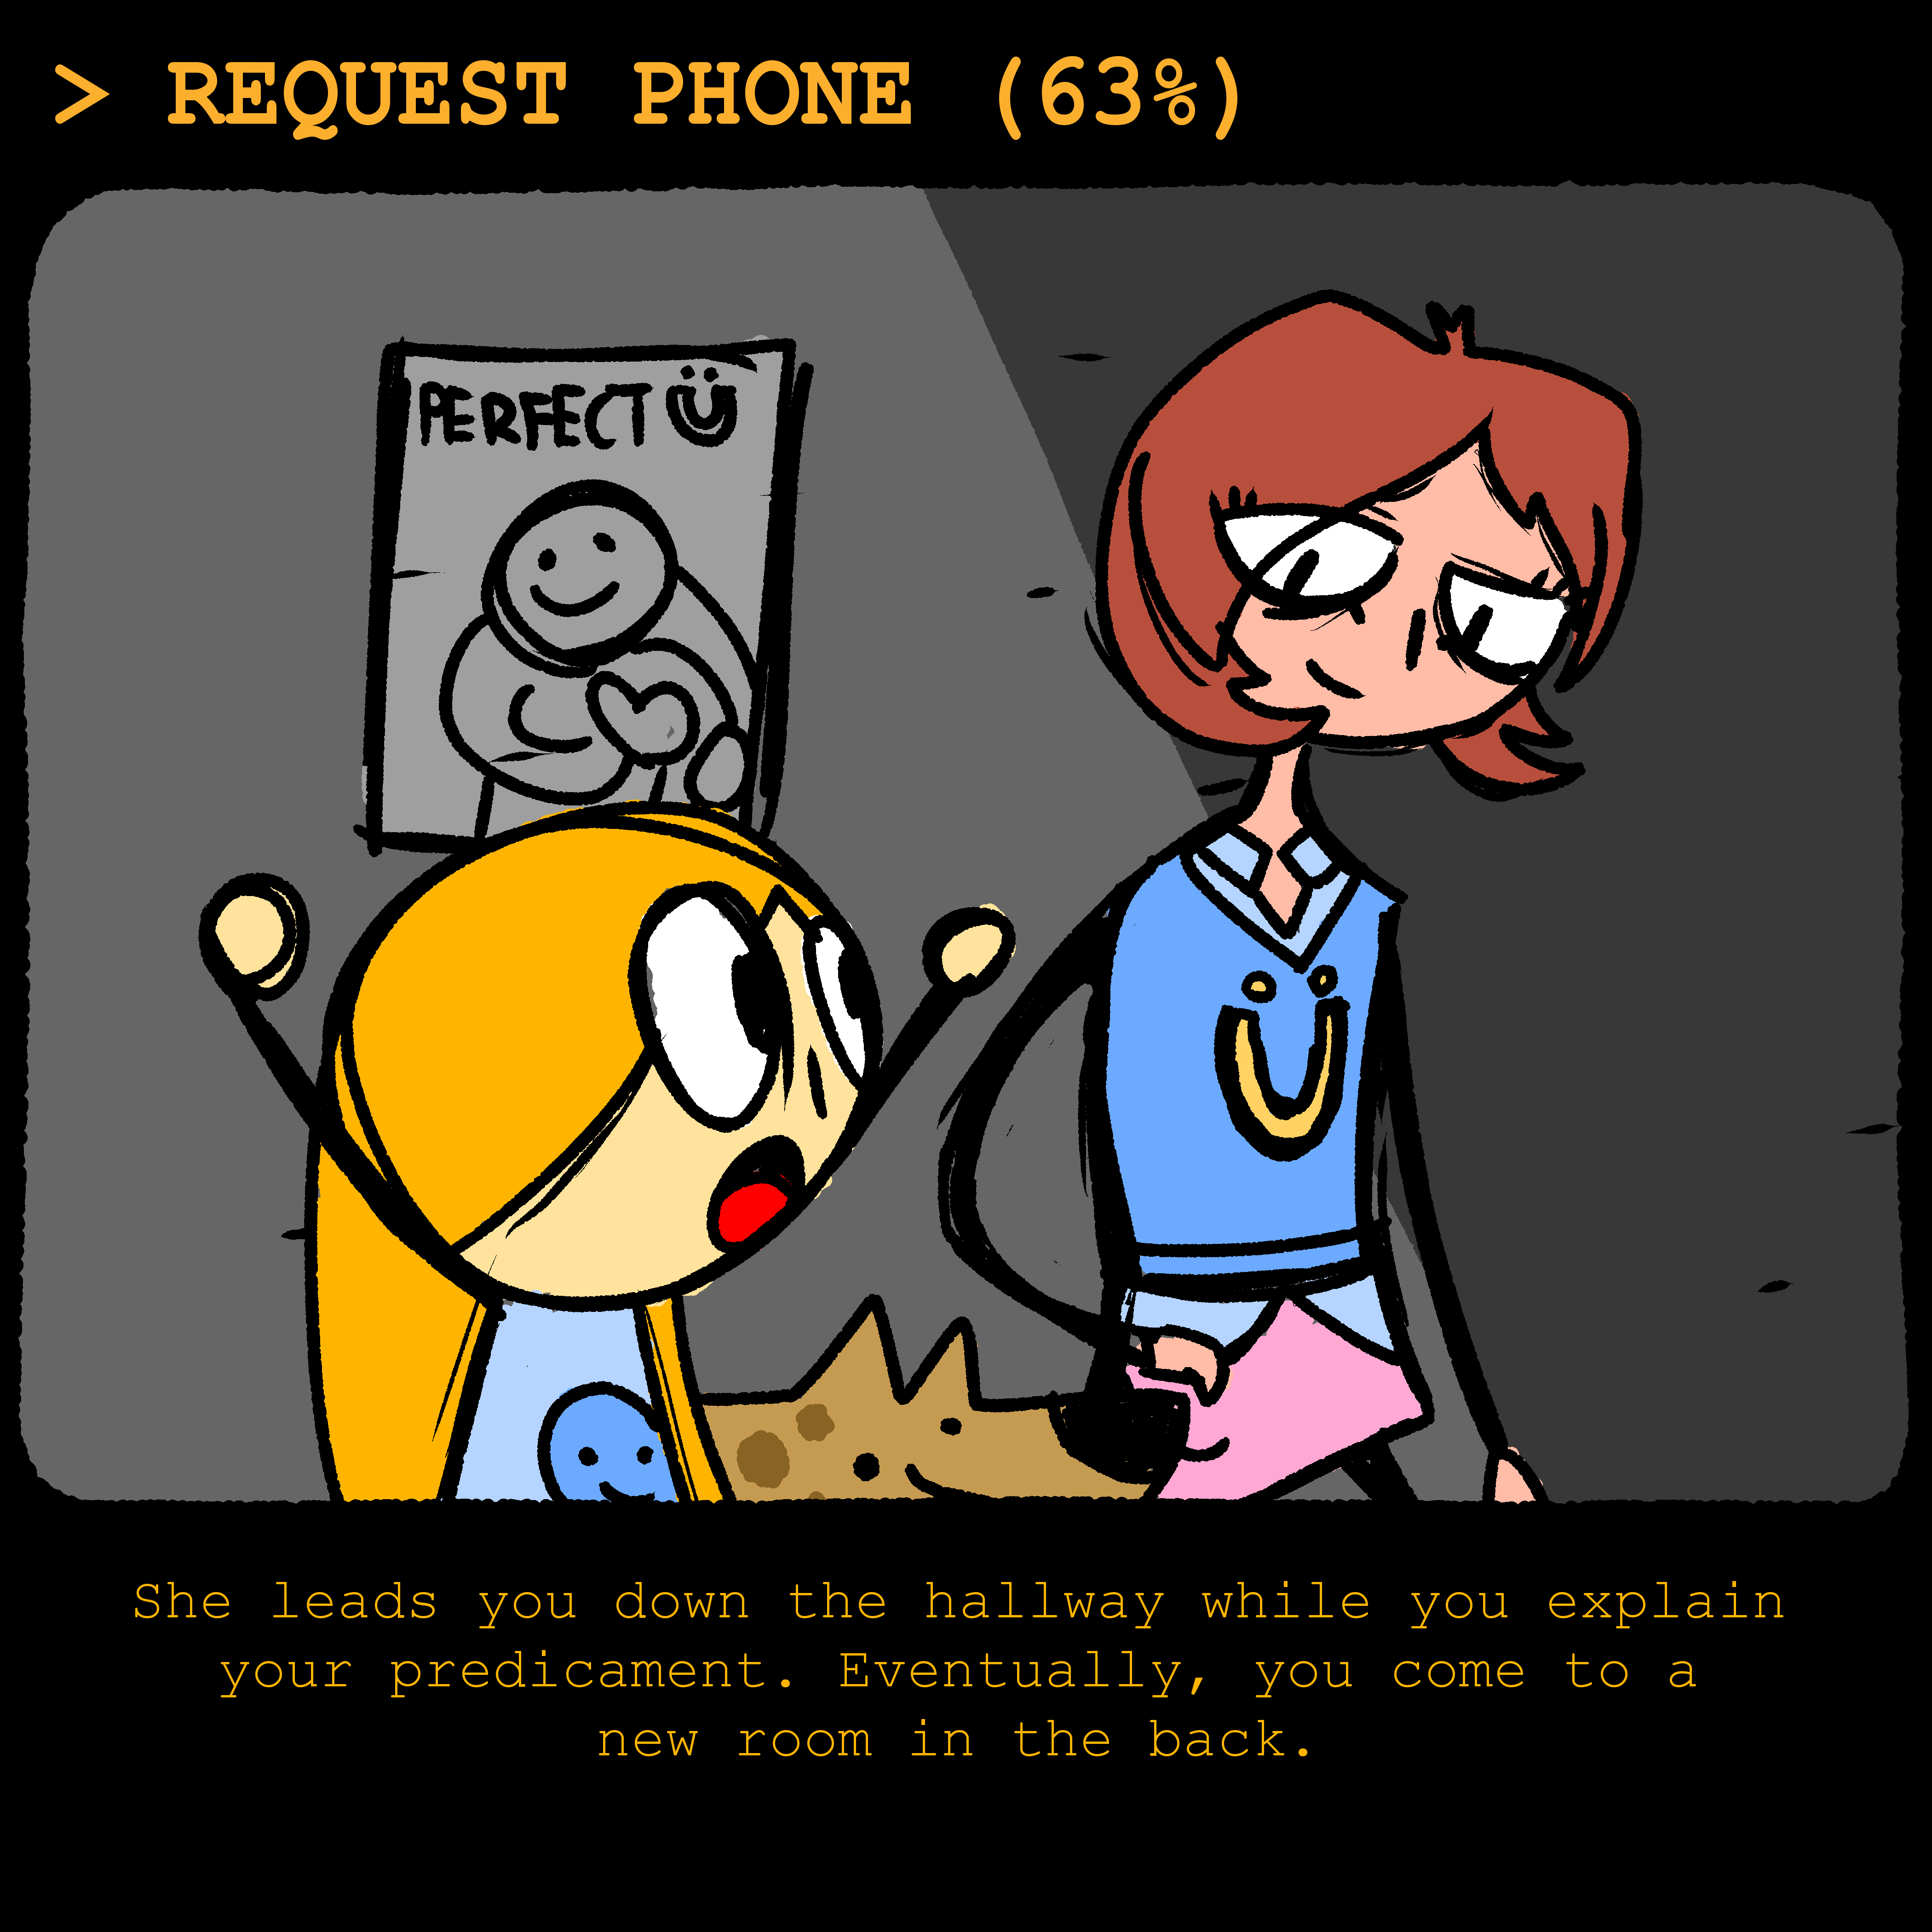 > REQUEST PHONE (63%)
PERFECT Ü
She leads you down the hallway while you explain
your predicament. Eventually, you come to a
new room in the back.